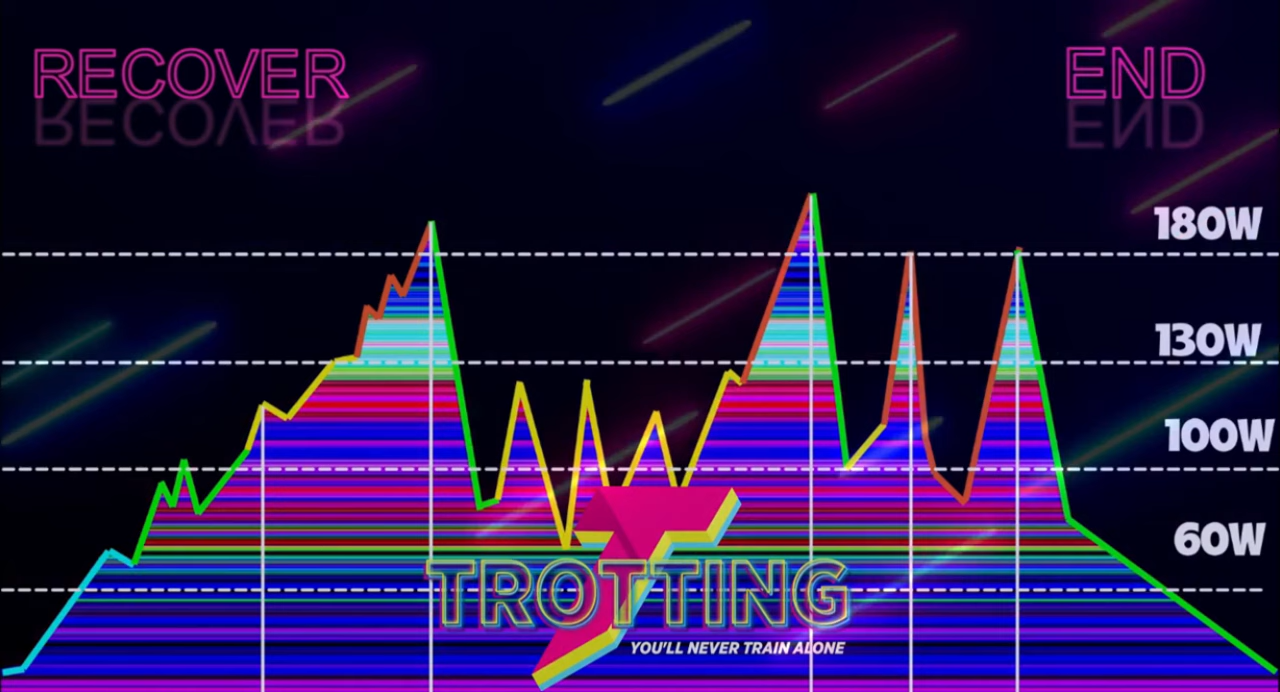 RECOVER
END
180W
130W
100W
60W
TROTTING
YOU'LL NEVER TRAIN ALONE